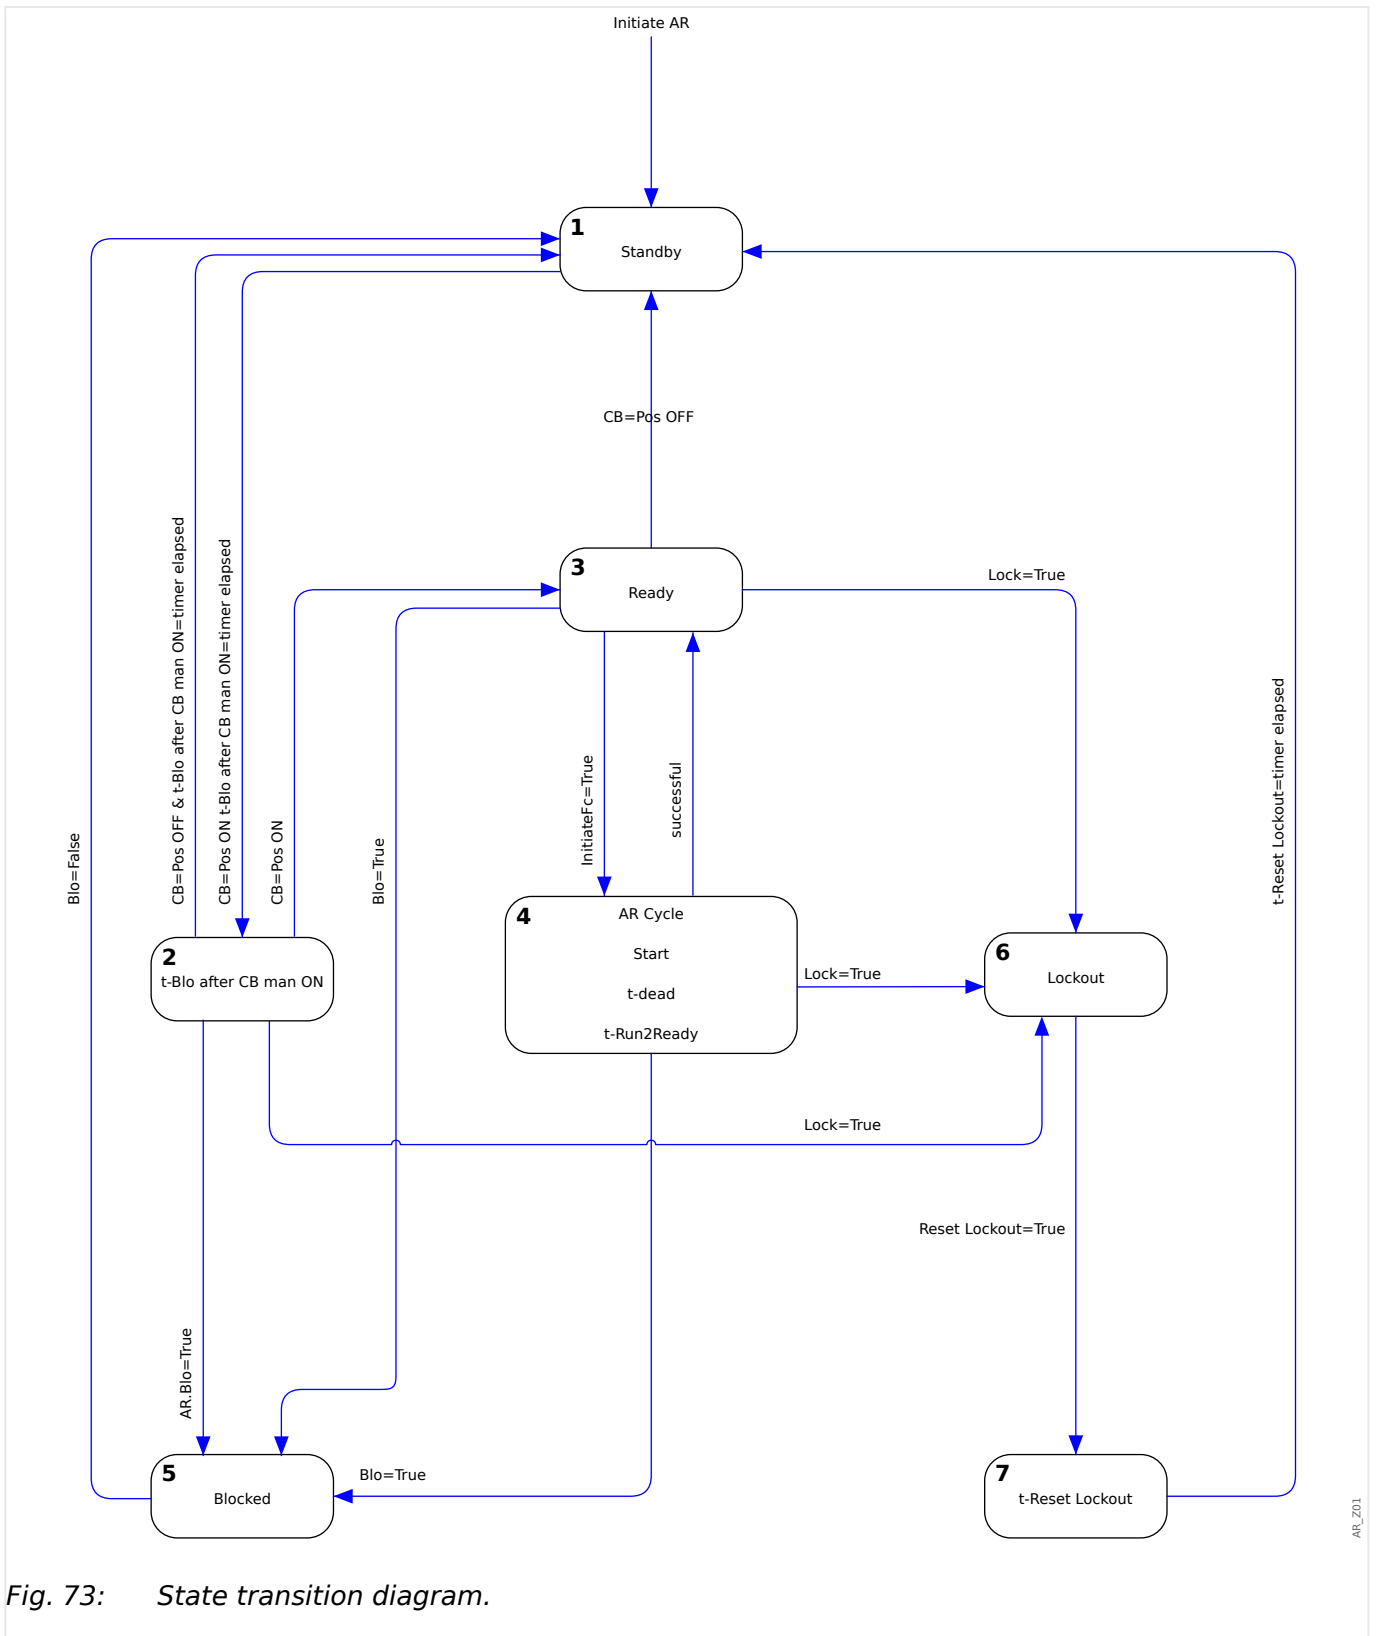 Initiate AR
1
Standby
CB=Pos OFF
3
Ready
Lock=True
CB=Pos OFF & t-Blo after CB man ON=timer elapsed
CB=Pos ON t-Blo after CB man ON=timer elapsed
CB=Pos ON
Blo=False
Blo=True
InitiateFc=True
successful
t-Reset Lockout=timer elapsed
2
t-Blo after CB man ON
4
AR Cycle
Start
t-dead
t-Run2Ready
Lock=True
6
Lockout
Lock=True
Reset Lockout=True
AR.Blo=True
5
Blocked
Blo=True
7
t-Reset Lockout
AR_Z01
Fig. 73: State transition diagram.